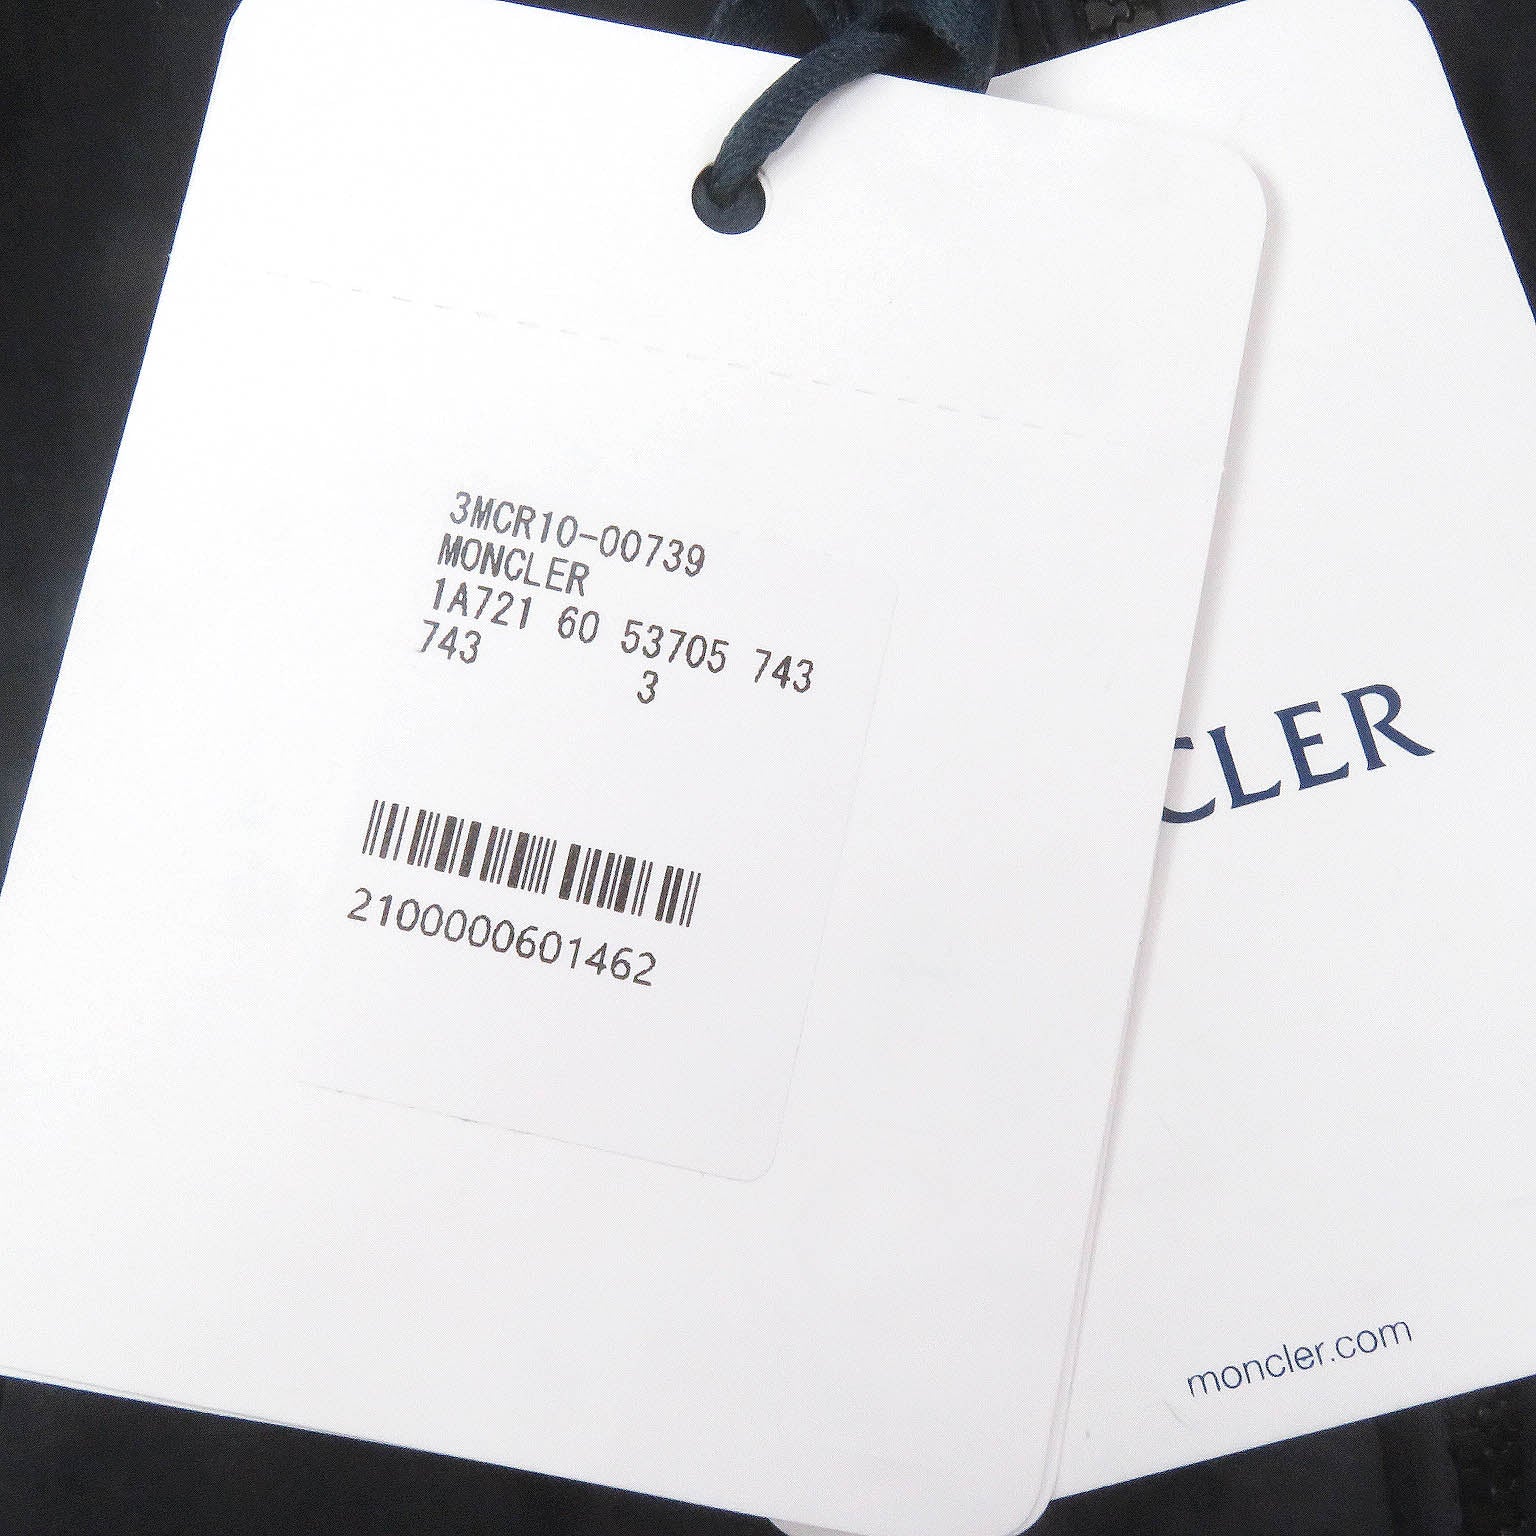 3MCR10-00739
MONCLER
1A721 60 53705 743
743 3
2100000601462
CLER
moncler.com